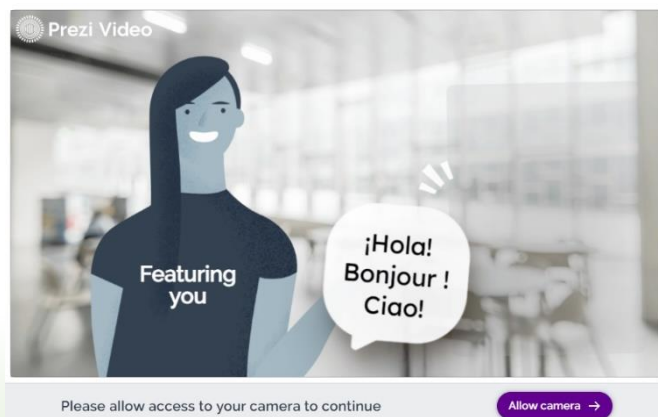 Prezi Video
¡Hola!
Bonjour !
Ciao!
Featuring
you
Please allow access to your camera to continue
Allow camera →